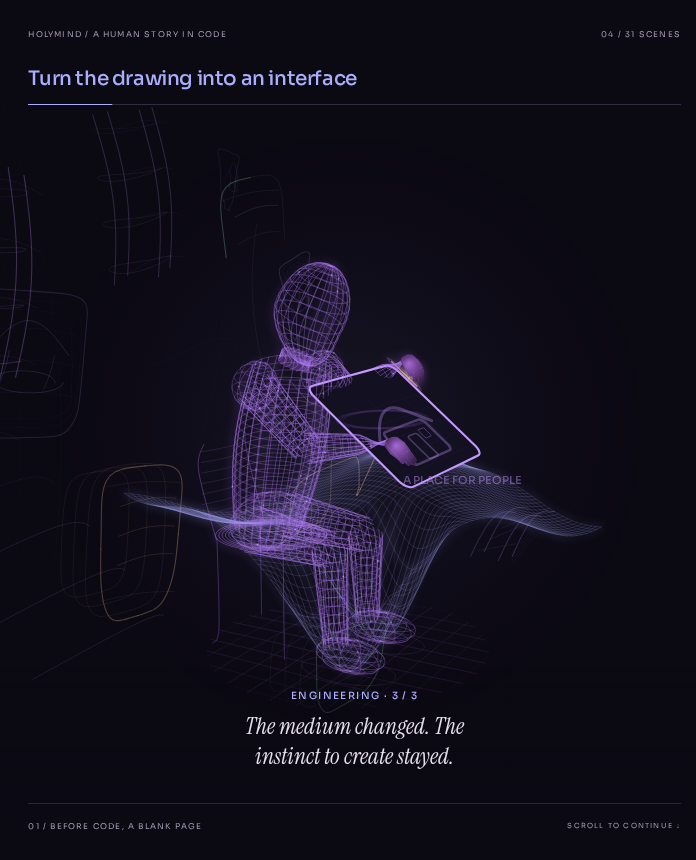 HOLYMIND / A HUMAN STORY IN CODE
04 / 31 SCENES
Turn the drawing into an interface
A PLACE FOR PEOPLE
ENGINEERING · 3 / 3
The medium changed. The
instinct to create stayed.
01 / BEFORE CODE, A BLANK PAGE
SCROLL TO CONTINUE ↓